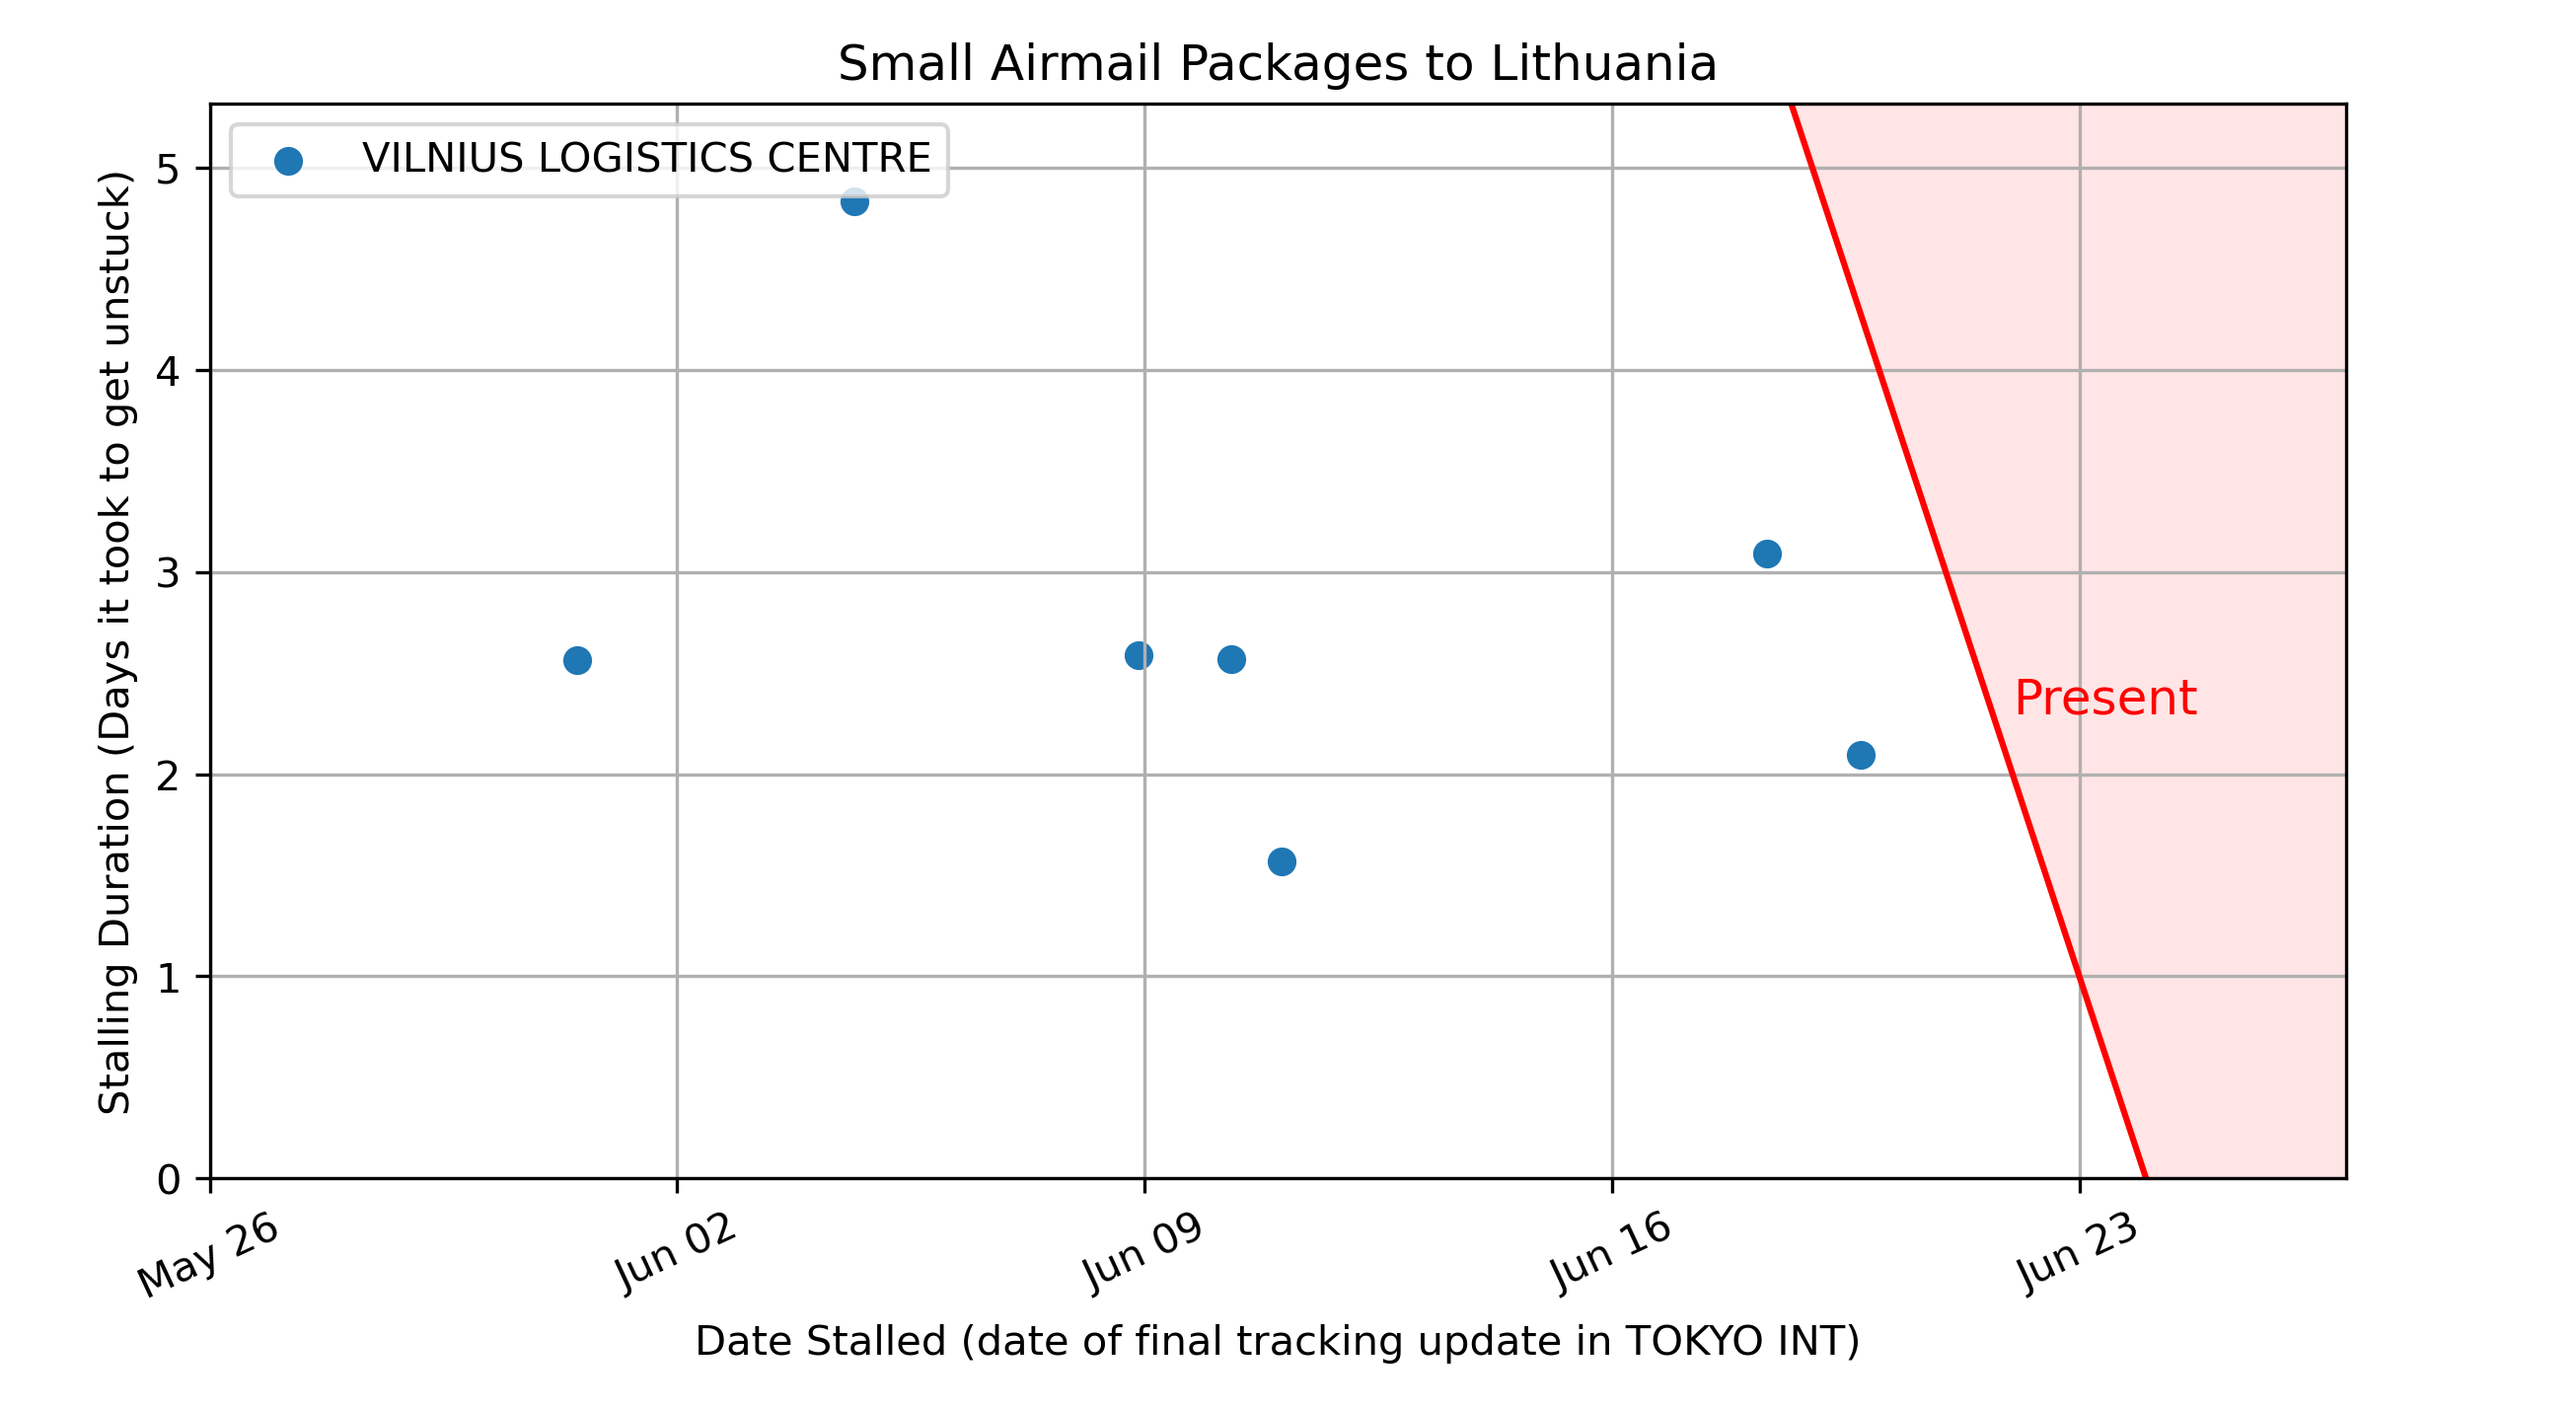 Small Airmail Packages to Lithuania
VILNIUS LOGISTICS CENTRE
Stalling Duration (Days it took to get unstuck)
5
4
3
2
1
0
Present
May 26
Jun 02
Jun 09
Jun 16
Jun 23
Date Stalled (date of final tracking update in TOKYO INT)